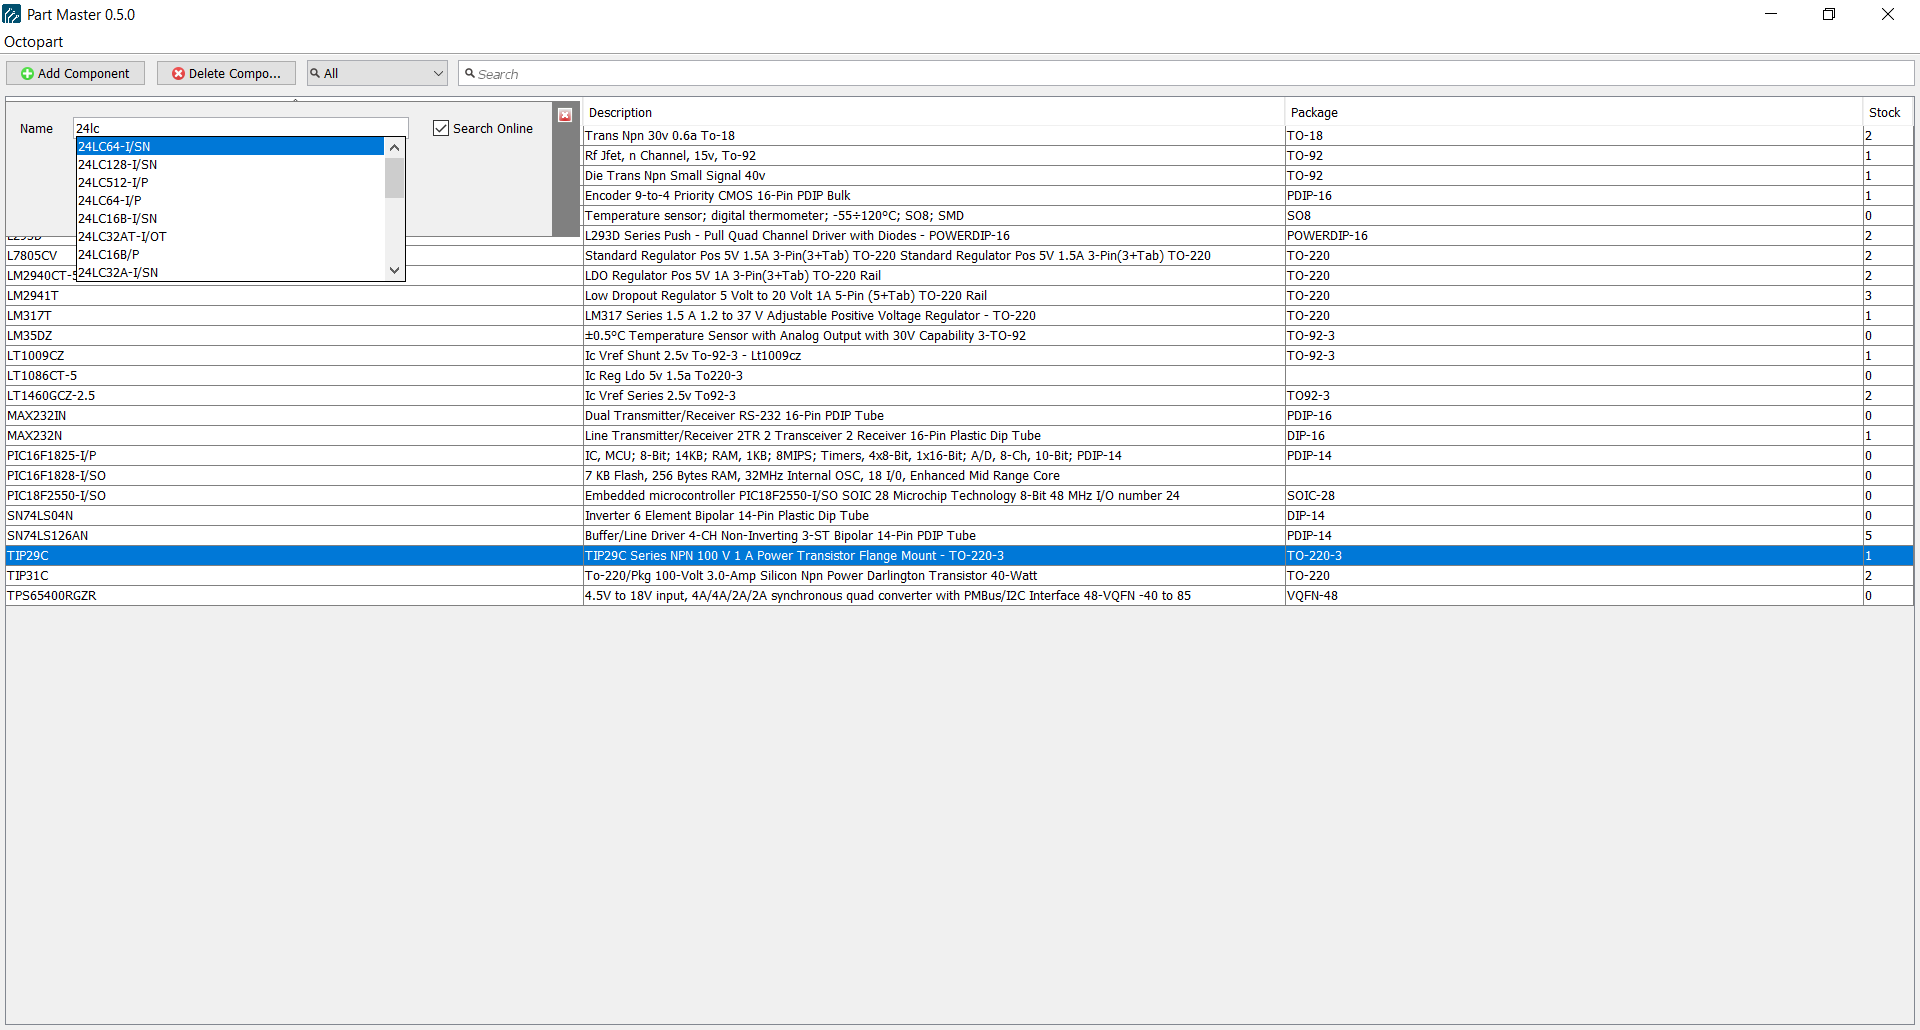 Part Master 0.5.0
Octopart
Add Component Delete Compo... All Search
Name 24lc Search Online
24LC64-I/SN
24LC128-I/SN
24LC512-I/P
24LC64-I/P
24LC16B-I/SN
24LC32AT-I/OT
24LC16B/P
24LC32A-I/SN
Description Package Stock
Trans Npn 30v 0.6a To-18 TO-18 2
Rf Jfet, n Channel, 15v, To-92 TO-92 1
Die Trans Npn Small Signal 40v TO-92 1
Encoder 9-to-4 Priority CMOS 16-Pin PDIP Bulk PDIP-16 1
Temperature sensor; digital thermometer; -55÷120°C; SO8; SMD SO8 0
L293D Series Push - Pull Quad Channel Driver with Diodes - POWERDIP-16 POWERDIP-16 2
L7805CV Standard Regulator Pos 5V 1.5A 3-Pin(3+Tab) TO-220 Standard Regulator Pos 5V 1.5A 3-Pin(3+Tab) TO-220 TO-220 2
LM2940CT-5 LDO Regulator Pos 5V 1A 3-Pin(3+Tab) TO-220 Rail TO-220 2
LM2941T Low Dropout Regulator 5 Volt to 20 Volt 1A 5-Pin (5+Tab) TO-220 Rail TO-220 3
LM317T LM317 Series 1.5 A 1.2 to 37 V Adjustable Positive Voltage Regulator - TO-220 TO-220 1
LM35DZ ±0.5°C Temperature Sensor with Analog Output with 30V Capability 3-TO-92 TO-92-3 0
LT1009CZ Ic Vref Shunt 2.5v To-92-3 - Lt1009cz TO-92-3 1
LT1086CT-5 Ic Reg Ldo 5v 1.5a To220-3 0
LT1460GCZ-2.5 Ic Vref Series 2.5v To92-3 TO92-3 2
MAX232IN Dual Transmitter/Receiver RS-232 16-Pin PDIP Tube PDIP-16 0
MAX232N Line Transmitter/Receiver 2TR 2 Transceiver 2 Receiver 16-Pin Plastic Dip Tube DIP-16 1
PIC16F1825-I/P IC, MCU; 8-Bit; 14KB; RAM, 1KB; 8MIPS; Timers, 4x8-Bit, 1x16-Bit; A/D, 8-Ch, 10-Bit; PDIP-14 PDIP-14 0
PIC16F1828-I/SO 7 KB Flash, 256 Bytes RAM, 32MHz Internal OSC, 18 I/0, Enhanced Mid Range Core 0
PIC18F2550-I/SO Embedded microcontroller PIC18F2550-I/SO SOIC 28 Microchip Technology 8-Bit 48 MHz I/O number 24 SOIC-28 0
SN74LS04N Inverter 6 Element Bipolar 14-Pin Plastic Dip Tube DIP-14 0
SN74LS126AN Buffer/Line Driver 4-CH Non-Inverting 3-ST Bipolar 14-Pin PDIP Tube PDIP-14 5
TIP29C TIP29C Series NPN 100 V 1 A Power Transistor Flange Mount - TO-220-3 TO-220-3 1
TIP31C To-220/Pkg 100-Volt 3.0-Amp Silicon Npn Power Darlington Transistor 40-Watt TO-220 2
TPS65400RGZR 4.5V to 18V input, 4A/4A/2A/2A synchronous quad converter with PMBus/I2C Interface 48-VQFN -40 to 85 VQFN-48 0